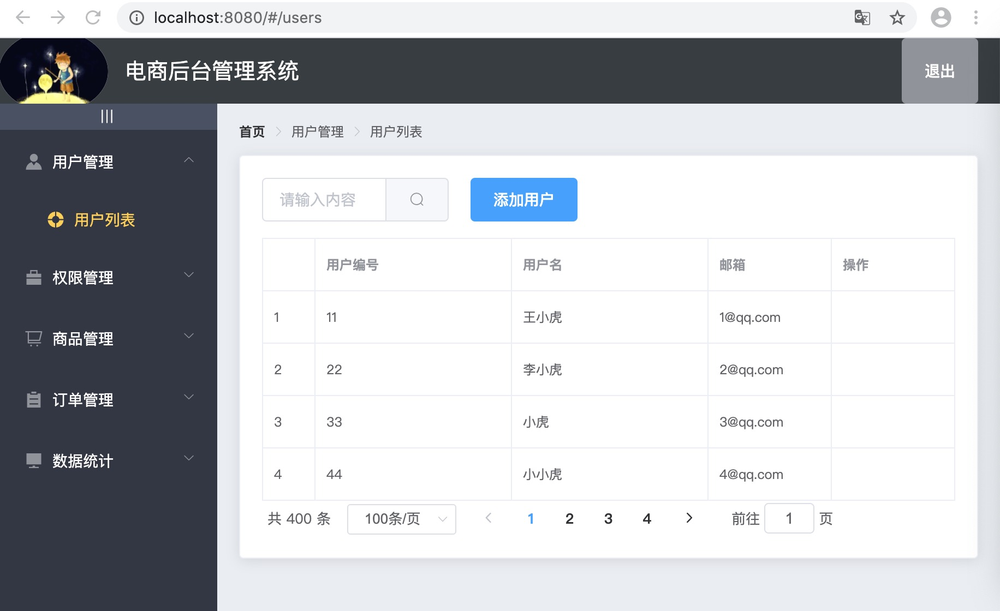 localhost:8080/#/users
电商后台管理系统
退出
首页 用户管理 用户列表
用户管理
用户列表
权限管理
商品管理
订单管理
数据统计
请输入内容 添加用户
用户编号 用户名 邮箱 操作
1 11 王小虎 1@qq.com
2 22 李小虎 2@qq.com
3 33 小虎 3@qq.com
4 44 小小虎 4@qq.com
共 400 条 100条/页 1 2 3 4 前往 1 页